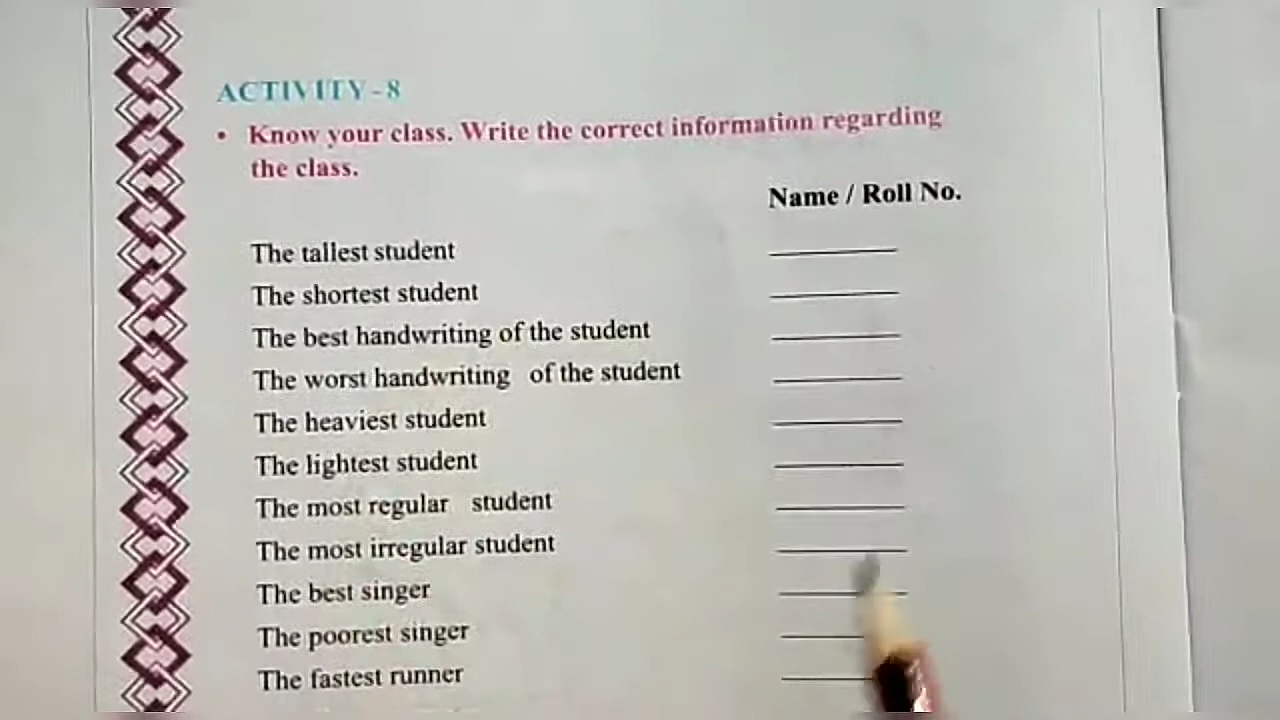 ACTIVITY - 8
• Know your class. Write the correct information regarding
the class.
Name / Roll No.
The tallest student
The shortest student
The best handwriting of the student
The worst handwriting of the student
The heaviest student
The lightest student
The most regular student
The most irregular student
The best singer
The poorest singer
The fastest runner